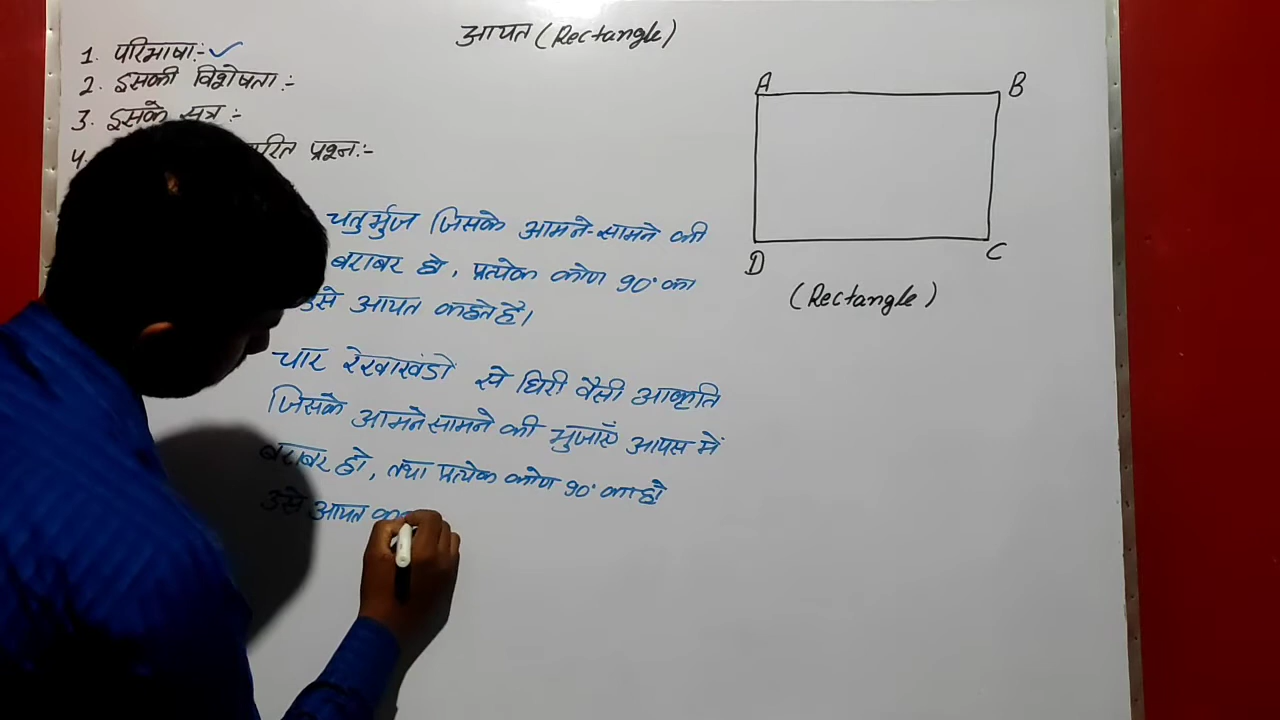 आयत (Rectangle)
1. परिभाषा:- ✓
2. इसकी विशेषता:-
3. इसके सूत्र:-
4. प्रश्न:-
A B
D C
(Rectangle)
चतुर्भुज जिसके आमने-सामने की
बराबर हो, प्रत्येक कोण 90° का
उसे आयत कहते हैं।
चार रेखाखंडों से घिरी वैसी आकृति
जिसके आमने सामने की भुजाएँ आपस में
बराबर हो, तथा प्रत्येक कोण 90° का हो
उसे आयत